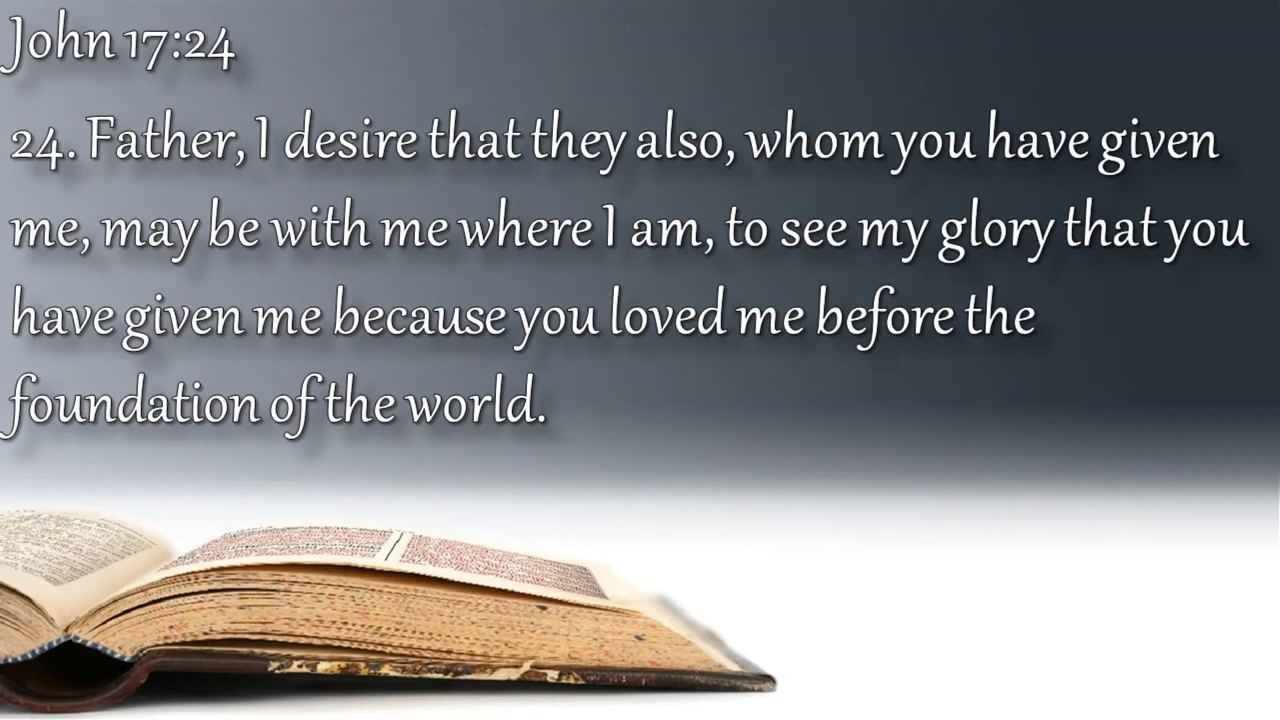 John 17:24
24. Father, I desire that they also, whom you have given
me, may be with me where I am, to see my glory that you
have given me because you loved me before the
foundation of the world.